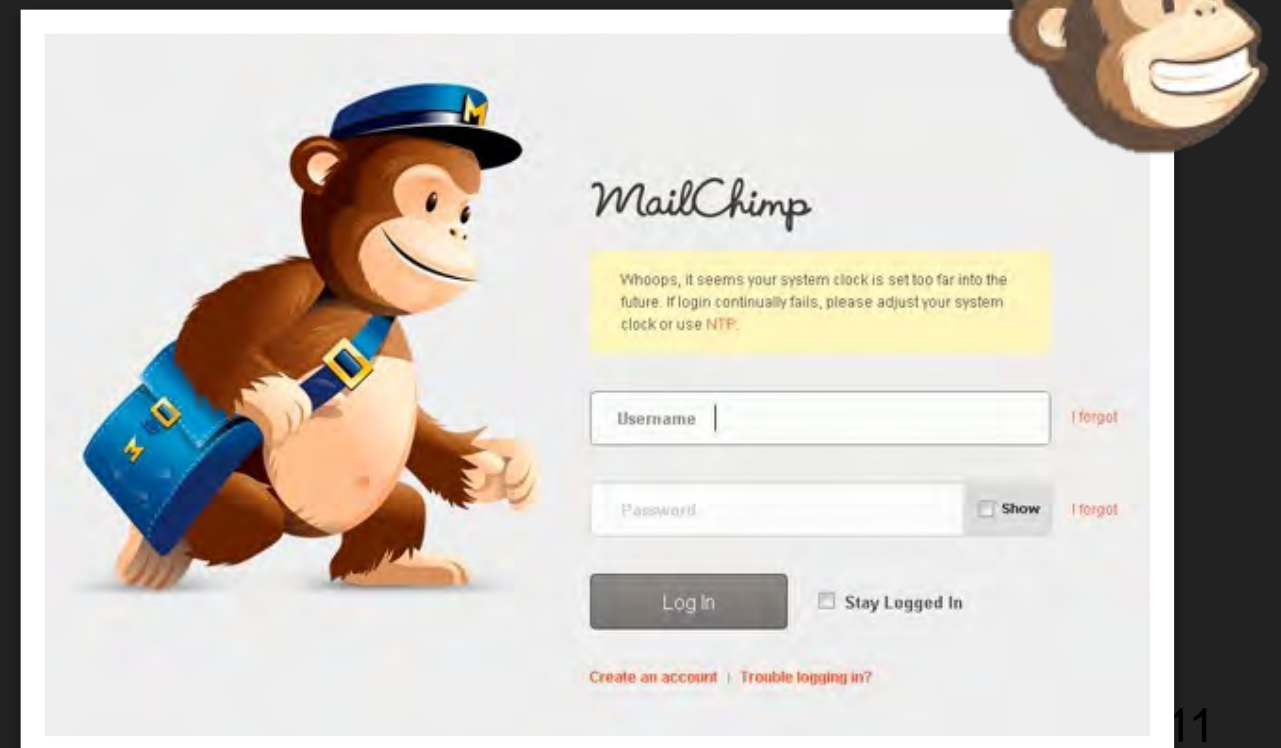 M
MailChimp
Whoops, it seems your system clock is set too far into the
future. If login continually fails, please adjust your system
clock or use NTP.
Username
I forgot
M
Password
Show
I forgot
Log In
Stay Logged In
Create an account | Trouble logging in?
11